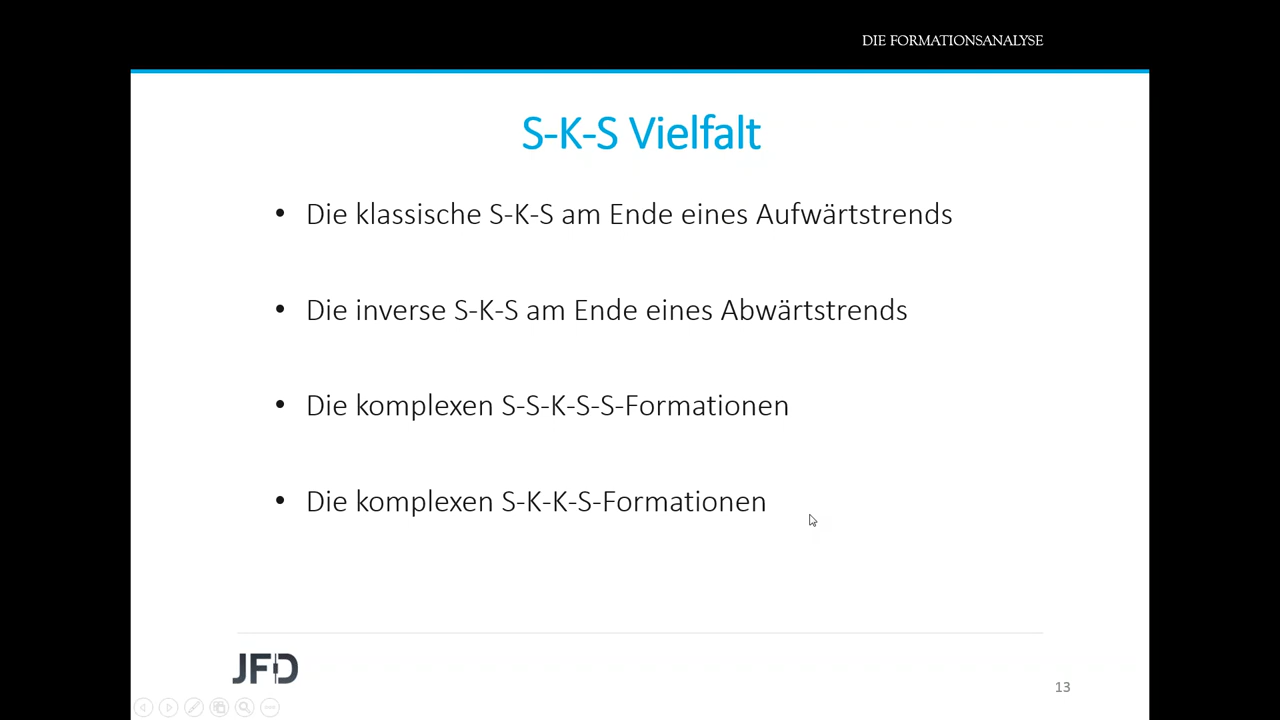 DIE FORMATIONSANALYSE
S-K-S Vielfalt
• Die klassische S-K-S am Ende eines Aufwärtstrends
• Die inverse S-K-S am Ende eines Abwärtstrends
• Die komplexen S-S-K-S-S-Formationen
• Die komplexen S-K-K-S-Formationen
JFD
13